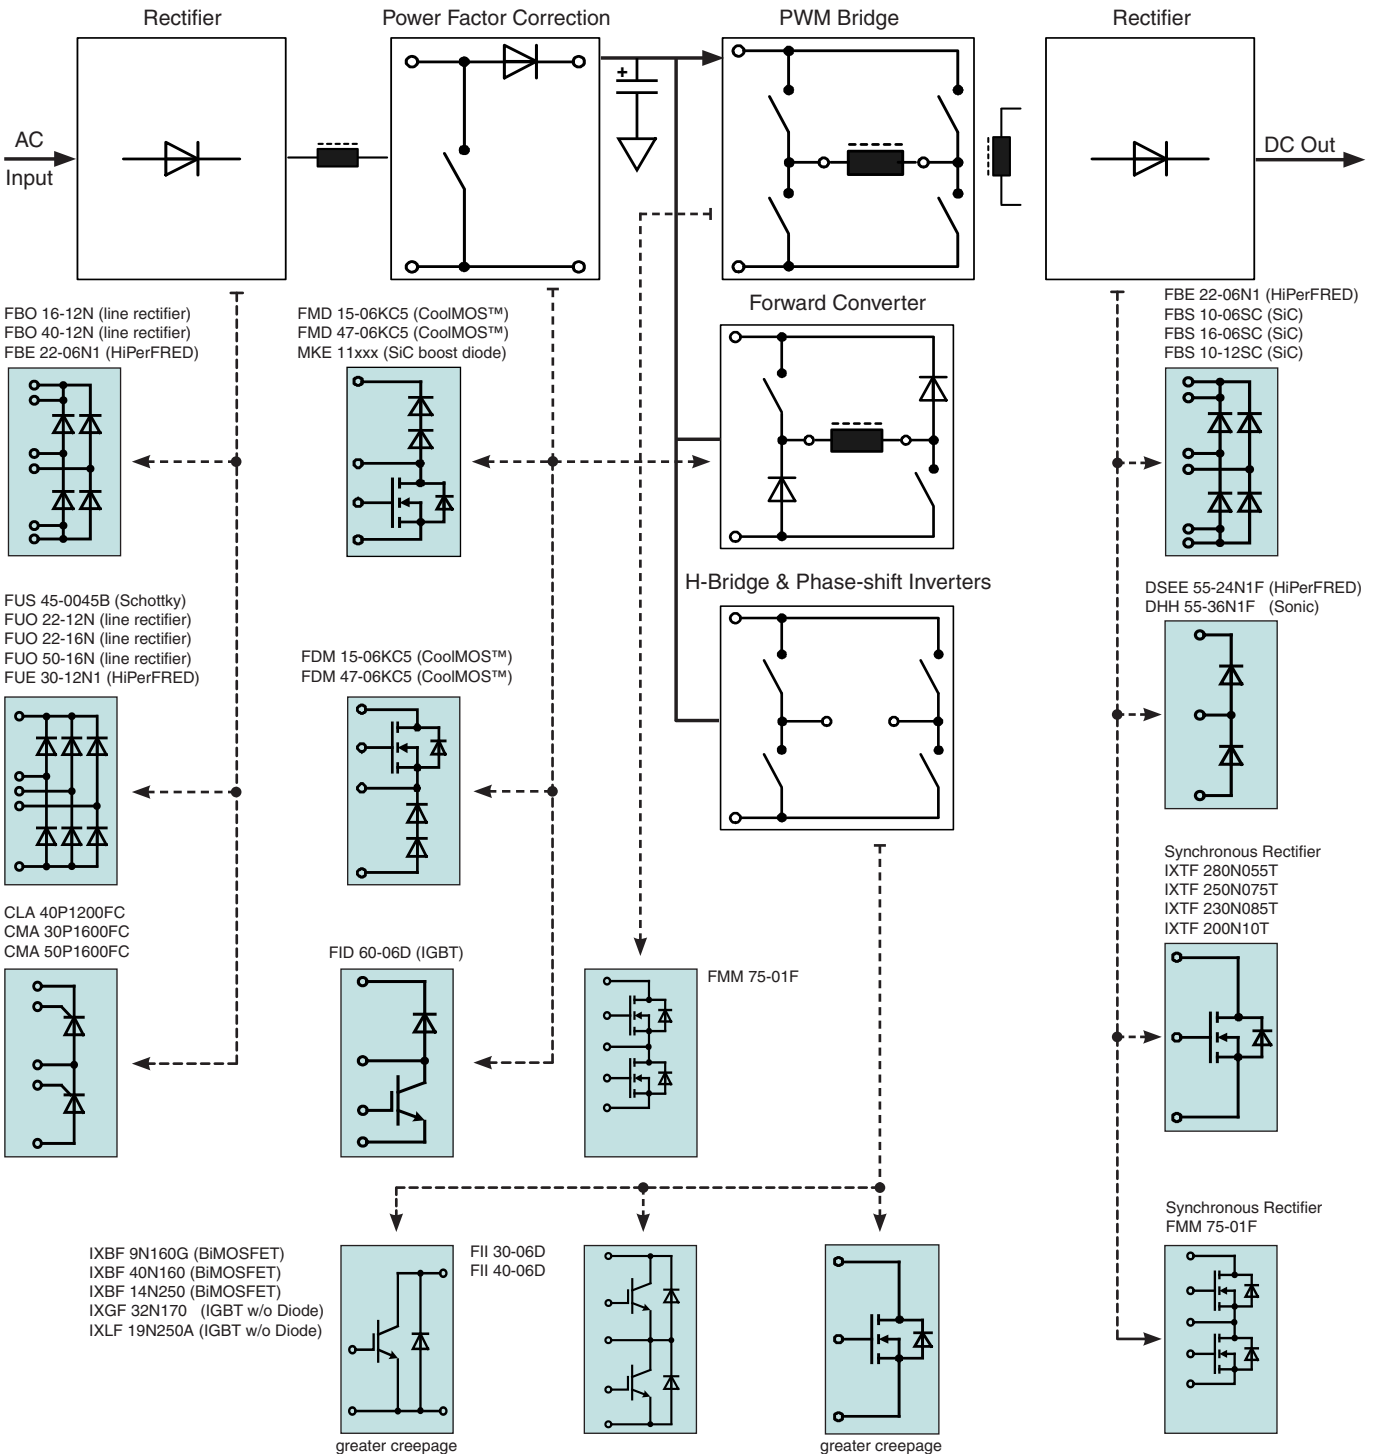 Rectifier
Power Factor Correction
PWM Bridge
Rectifier
AC
Input
+
DC Out
FBO 16-12N (line rectifier)
FBO 40-12N (line rectifier)
FBE 22-06N1 (HiPerFRED)
FMD 15-06KC5 (CoolMOS™)
FMD 47-06KC5 (CoolMOS™)
MKE 11xxx (SiC boost diode)
Forward Converter
FBE 22-06N1 (HiPerFRED)
FBS 10-06SC (SiC)
FBS 16-06SC (SiC)
FBS 10-12SC (SiC)
H-Bridge & Phase-shift Inverters
DSEE 55-24N1F (HiPerFRED)
DHH 55-36N1F (Sonic)
FUS 45-0045B (Schottky)
FUO 22-12N (line rectifier)
FUO 22-16N (line rectifier)
FUO 50-16N (line rectifier)
FUE 30-12N1 (HiPerFRED)
FDM 15-06KC5 (CoolMOS™)
FDM 47-06KC5 (CoolMOS™)
Synchronous Rectifier
IXTF 280N055T
IXTF 250N075T
IXTF 230N085T
IXTF 200N10T
CLA 40P1200FC
CMA 30P1600FC
CMA 50P1600FC
FID 60-06D (IGBT)
FMM 75-01F
Synchronous Rectifier
FMM 75-01F
IXBF 9N160G (BiMOSFET)
IXBF 40N160 (BiMOSFET)
IXBF 14N250 (BiMOSFET)
IXGF 32N170 (IGBT w/o Diode)
IXLF 19N250A (IGBT w/o Diode)
FII 30-06D
FII 40-06D
greater creepage
greater creepage